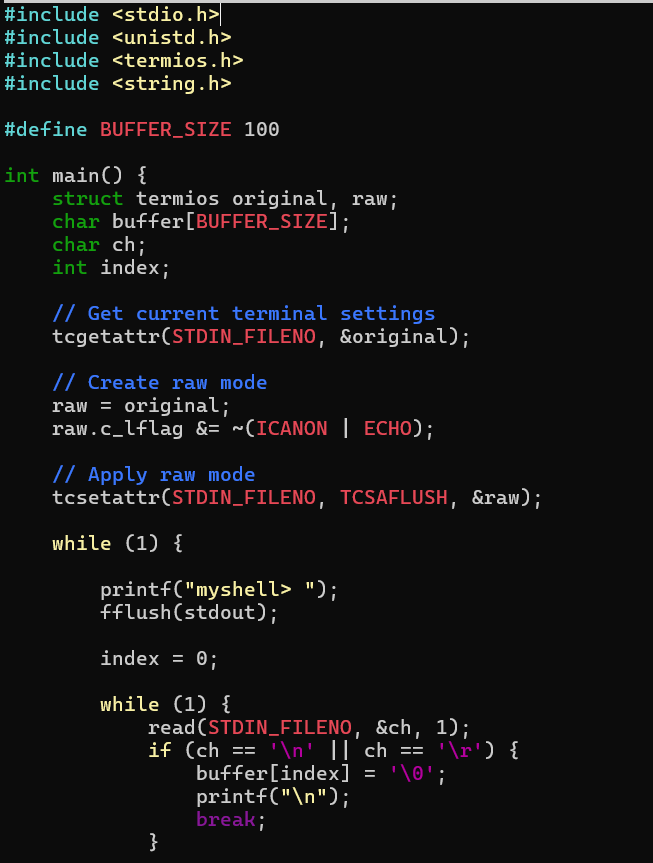 #include <stdio.h>
#include <unistd.h>
#include <termios.h>
#include <string.h>
#define BUFFER_SIZE 100
int main() {
    struct termios original, raw;
    char buffer[BUFFER_SIZE];
    char ch;
    int index;
    // Get current terminal settings
    tcgetattr(STDIN_FILENO, &original);
    // Create raw mode
    raw = original;
    raw.c_lflag &= ~(ICANON | ECHO);
    // Apply raw mode
    tcsetattr(STDIN_FILENO, TCSAFLUSH, &raw);
    while (1) {
        printf("myshell> ");
        fflush(stdout);
        index = 0;
        while (1) {
            read(STDIN_FILENO, &ch, 1);
            if (ch == '\n' || ch == '\r') {
                buffer[index] = '\0';
                printf("\n");
                break;
            }